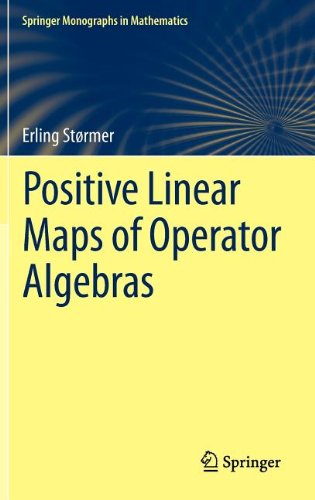 Springer Monographs in Mathematics
Erling Størmer
Positive Linear
Maps of Operator
Algebras
Springer